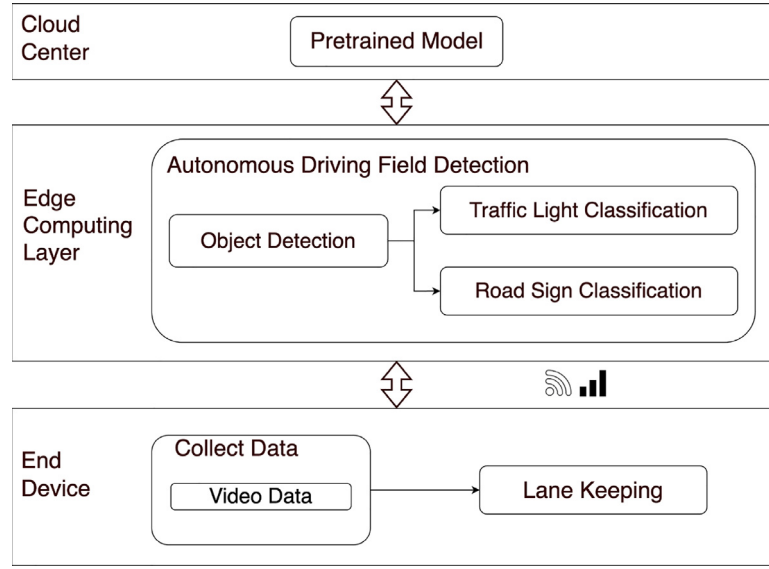 Cloud
Center
Pretrained Model
Edge
Computing
Layer
Autonomous Driving Field Detection
Object Detection
Traffic Light Classification
Road Sign Classification
End
Device
Collect Data
Video Data
Lane Keeping